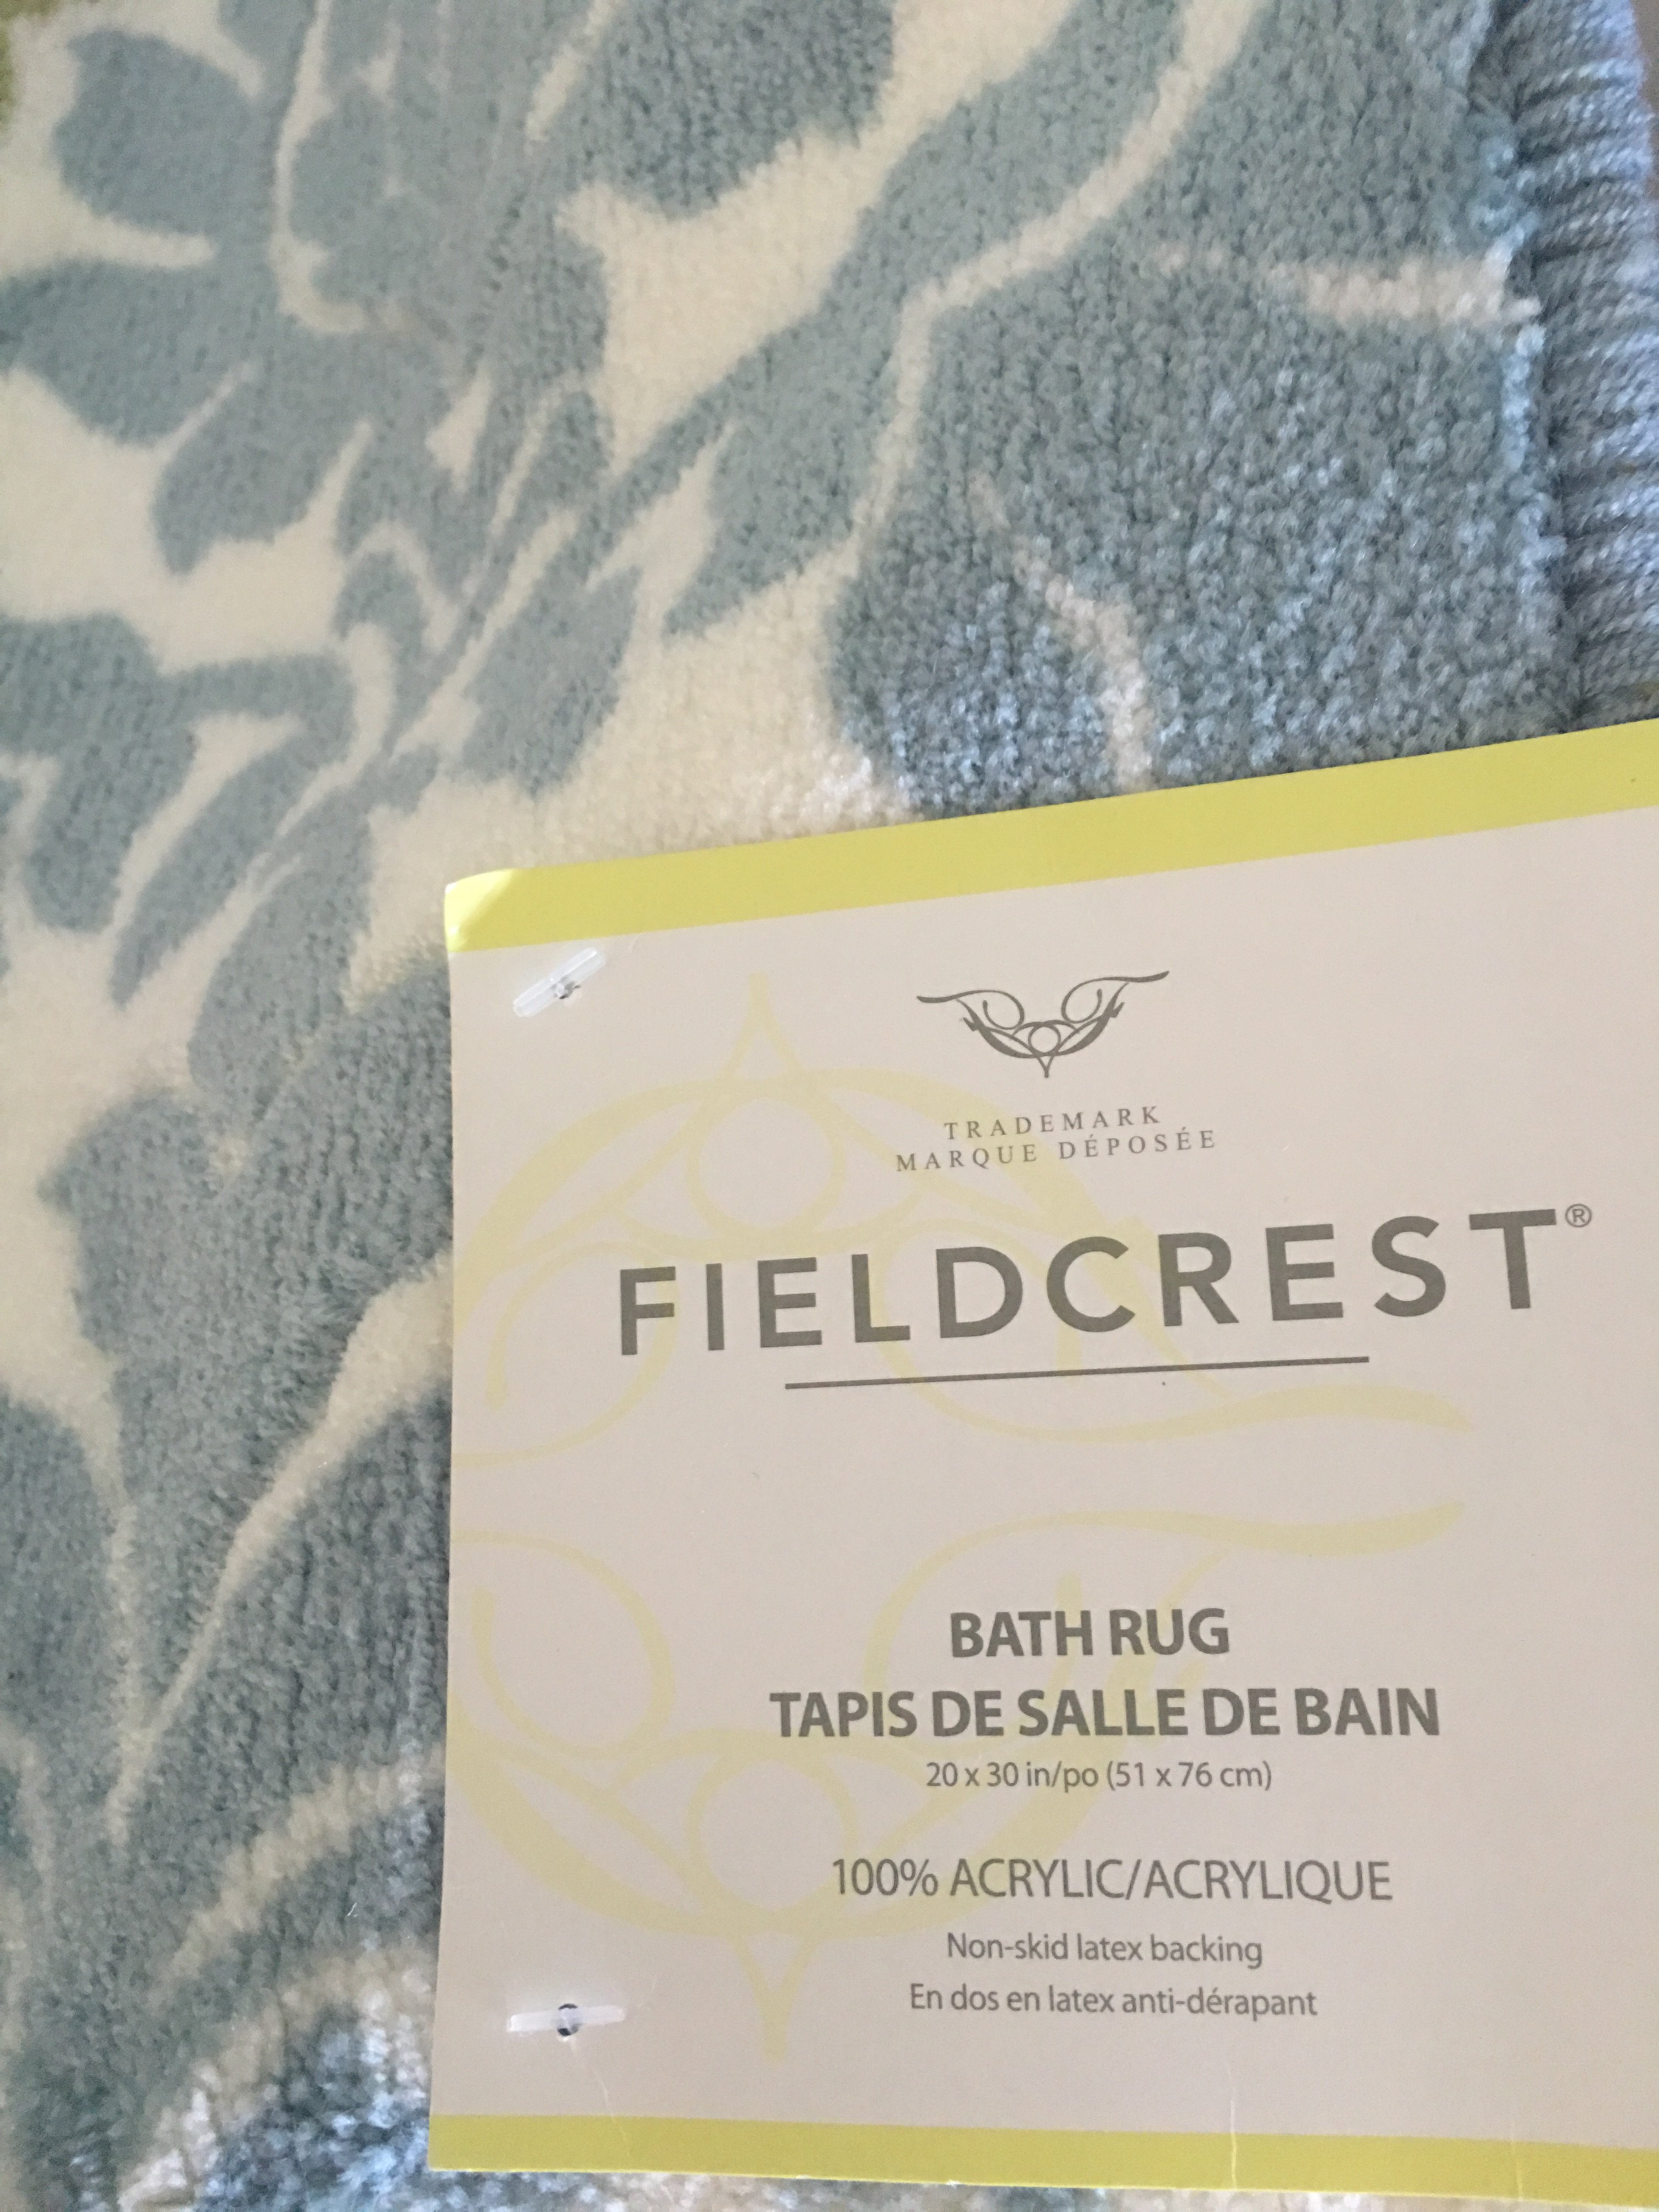 TRADEMARK
MARQUE DÉPOSÉE
FIELDCREST®
BATH RUG
TAPIS DE SALLE DE BAIN
20 x 30 in/po (51 x 76 cm)
100% ACRYLIC/ACRYLIQUE
Non-skid latex backing
En dos en latex anti-dérapant